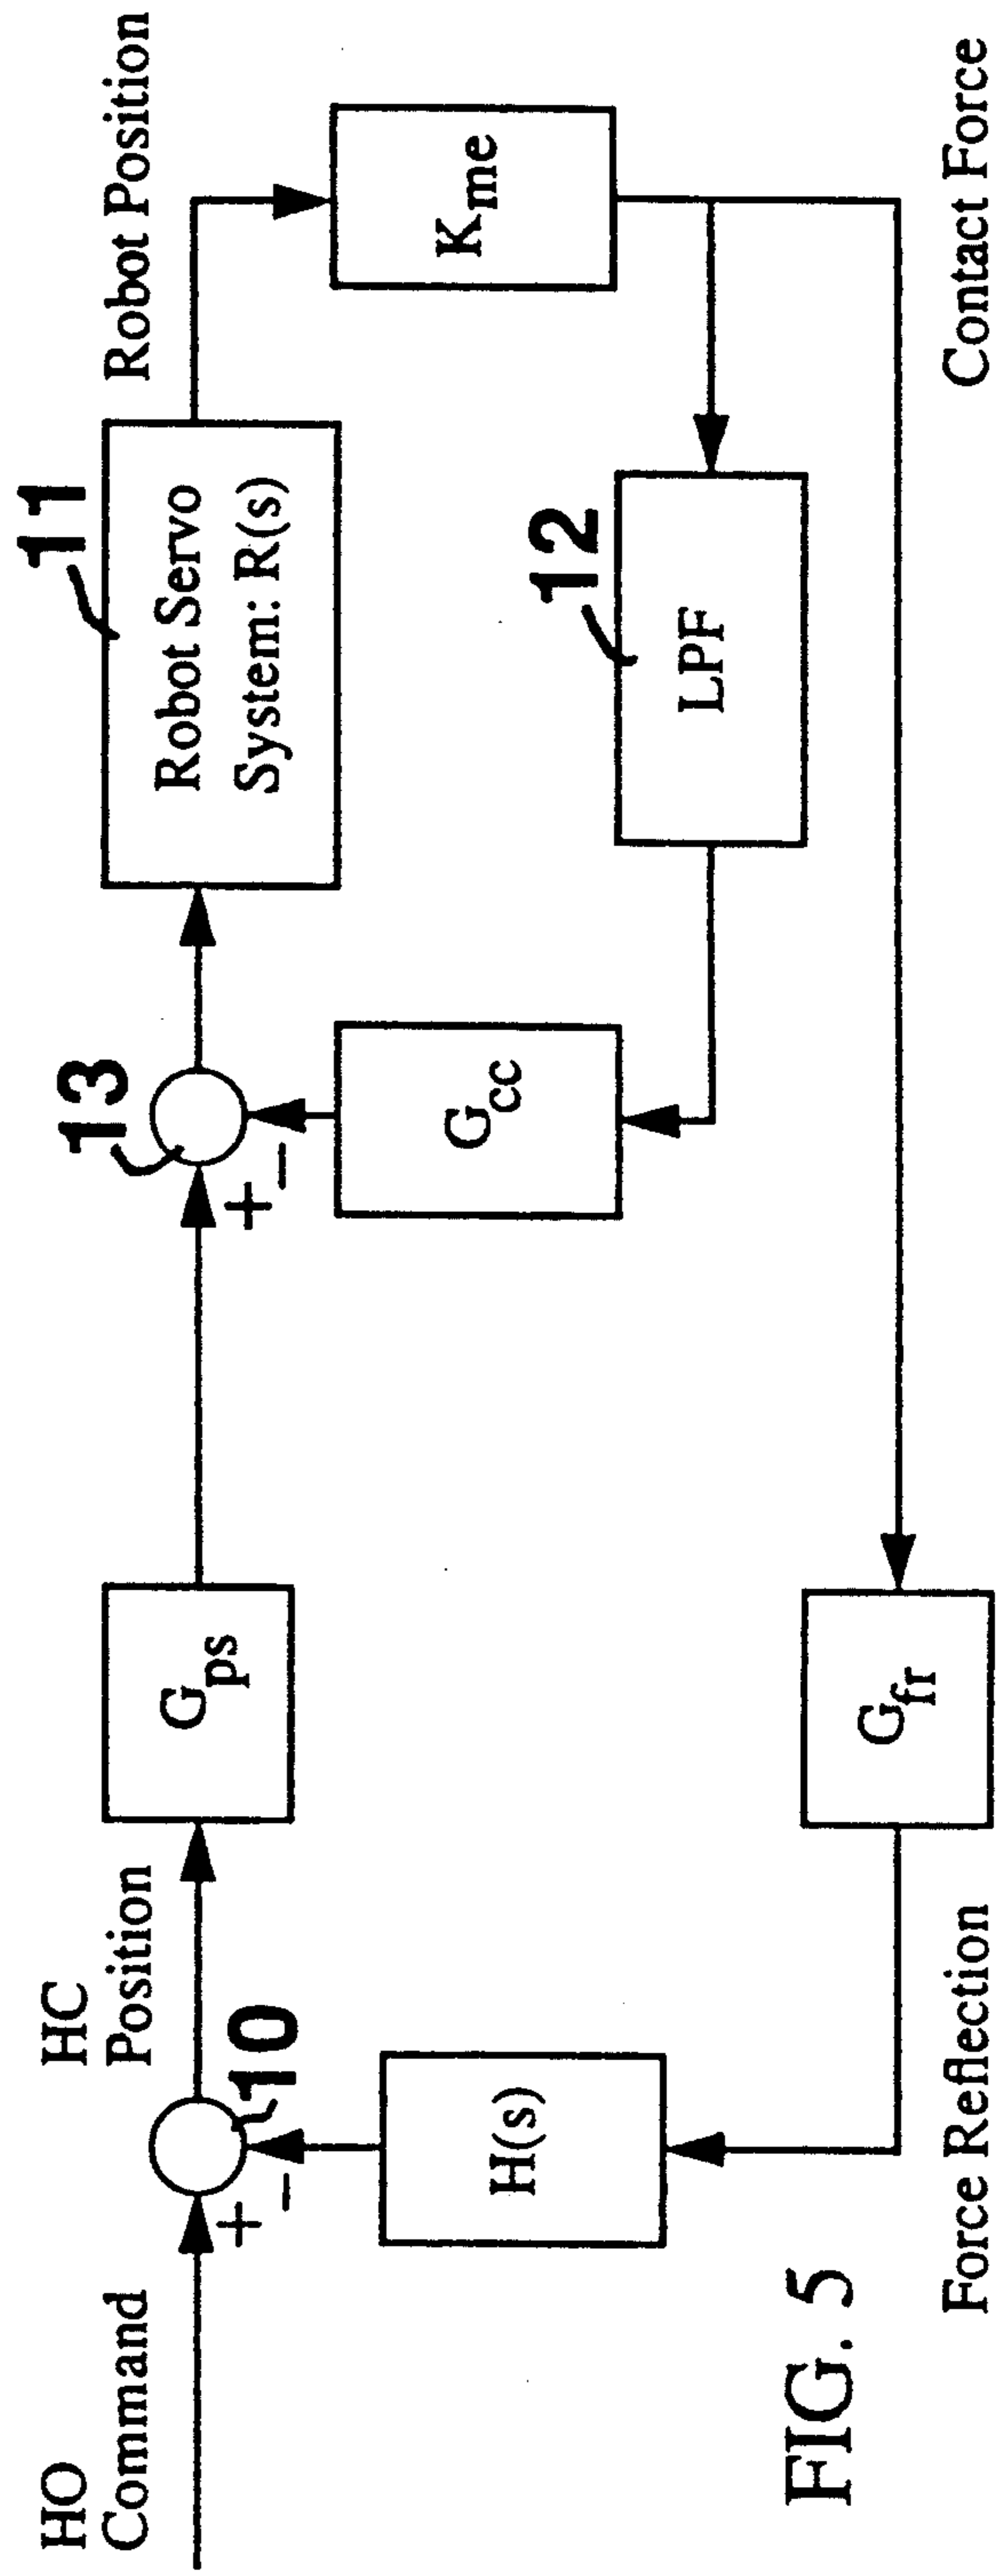 HO
Command
+
−
10
HC
Position
G_ps
+
−
13
11
Robot Servo
System: R(s)
Robot Position
K_me
12
LPF
G_cc
H(s)
G_fr
Force Reflection
Contact Force
FIG. 5